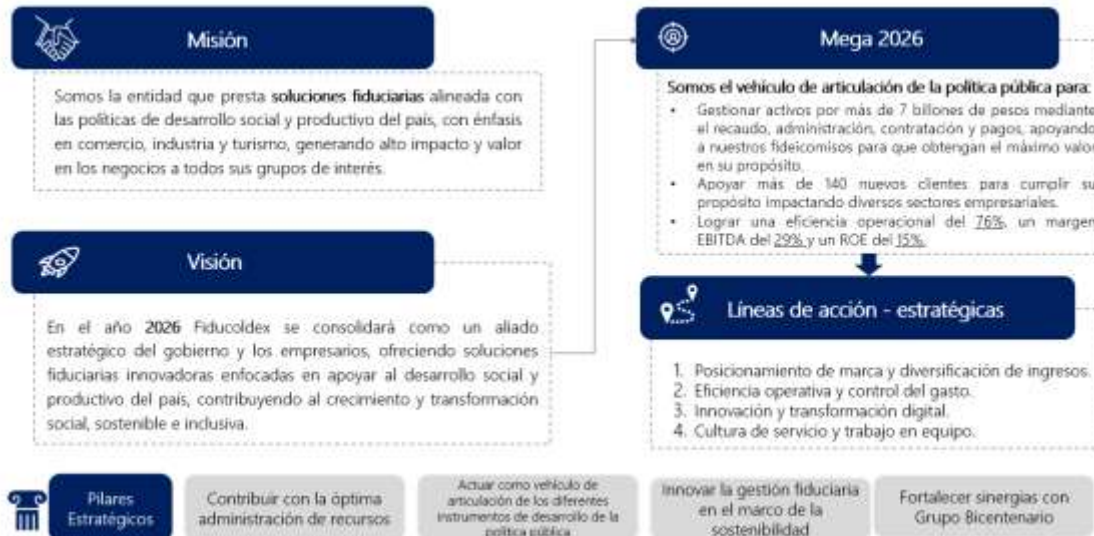 Misión
Somos la entidad que presta soluciones fiduciarias alineada con
las políticas de desarrollo social y productivo del país, con énfasis
en comercio, industria y turismo, generando alto impacto y valor
en los negocios a todos sus grupos de interés.
Visión
En el año 2026 Fiducoldex se consolidará como un aliado
estratégico del gobierno y los empresarios, ofreciendo soluciones
fiduciarias innovadoras enfocadas en apoyar al desarrollo social y
productivo del país, contribuyendo al crecimiento y transformación
social, sostenible e inclusiva.
Mega 2026
Somos el vehículo de articulación de la política pública para:
• Gestionar activos por más de 7 billones de pesos mediante
el recaudo, administración, contratación y pagos, apoyando
a nuestros fideicomisos para que obtengan el máximo valor
en su propósito.
• Apoyar más de 140 nuevos clientes para cumplir su
propósito impactando diversos sectores empresariales.
• Lograr una eficiencia operacional del 76%, un margen
EBITDA del 29% y un ROE del 15%.
Líneas de acción - estratégicas
1. Posicionamiento de marca y diversificación de ingresos.
2. Eficiencia operativa y control del gasto.
3. Innovación y transformación digital.
4. Cultura de servicio y trabajo en equipo.
Pilares
Estratégicos
Contribuir con la óptima
administración de recursos
Actuar como vehículo de
articulación de los diferentes
instrumentos de desarrollo de la
política pública
Innovar la gestión fiduciaria
en el marco de la
sostenibilidad
Fortalecer sinergias con
Grupo Bicentenario